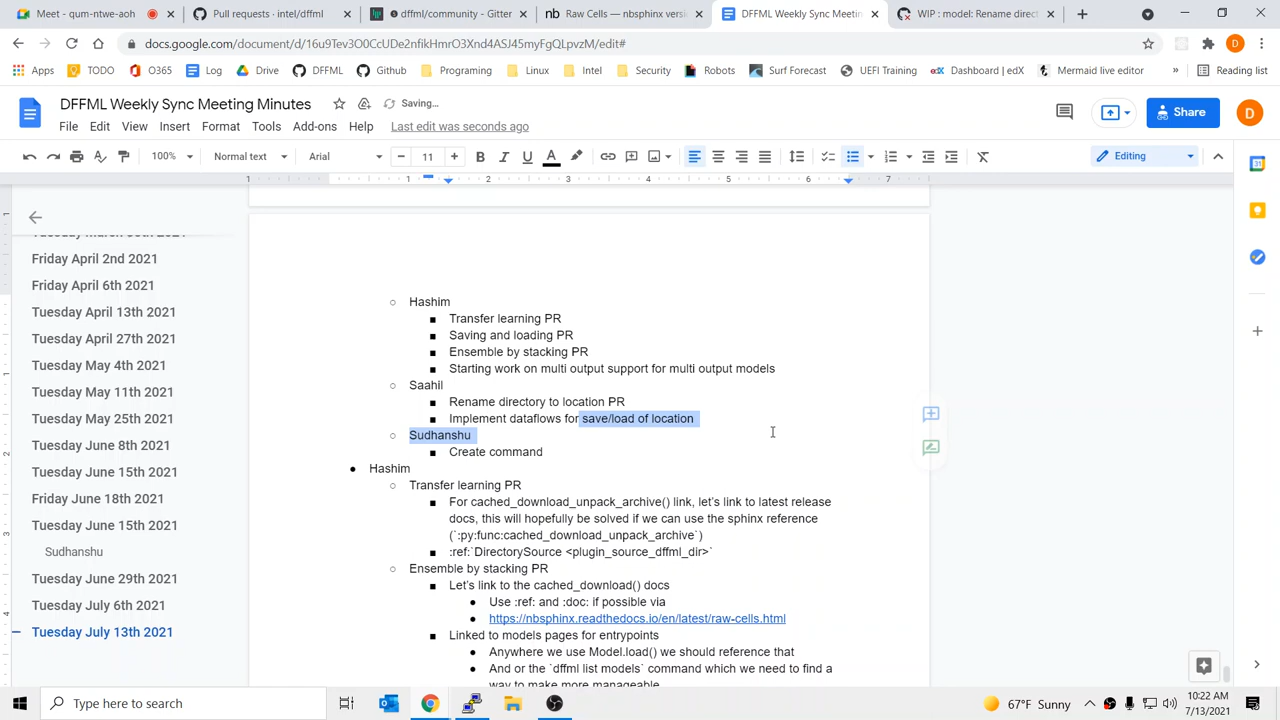 Chat
Pull requests · intel/dffml
dffml/community - Gitter
Raw Cells — nbsphinx versi
DFFML Weekly Sync Meetin
WIP : model: Rename direct
docs.google.com/document/d/16u9Tev3O0CcUDe2nfikHmrO3Xnd4ASJ45myFgQLpvzM/edit#
Apps TODO O365 Log Drive DFFML Github Programing Linux Intel Security Robots Surf Forecast UEFI Training Dashboard | edX Mermaid live editor » Reading list
DFFML Weekly Sync Meeting Minutes Saving…
File Edit View Insert Format Tools Add-ons Help Last edit was seconds ago
Share
D
100% Normal text Arial 11 Editing
1 1 2 3 4 5 6 7
Friday April 2nd 2021
Friday April 6th 2021
Tuesday April 13th 2021
Tuesday April 27th 2021
Tuesday May 4th 2021
Tuesday May 11th 2021
Tuesday May 25th 2021
Tuesday June 8th 2021
Tuesday June 15th 2021
Friday June 18th 2021
Tuesday June 15th 2021
Sudhanshu
Tuesday June 29th 2021
Tuesday July 6th 2021
Tuesday July 13th 2021
Hashim
Transfer learning PR
Saving and loading PR
Ensemble by stacking PR
Starting work on multi output support for multi output models
Saahil
Rename directory to location PR
Implement dataflows for save/load of location
Sudhanshu
Create command
Hashim
Transfer learning PR
For cached_download_unpack_archive() link, let's link to latest release
docs, this will hopefully be solved if we can use the sphinx reference
(`:py:func:cached_download_unpack_archive`)
:ref:`DirectorySource <plugin_source_dffml_dir>`
Ensemble by stacking PR
Let's link to the cached_download() docs
Use :ref: and :doc: if possible via
https://nbsphinx.readthedocs.io/en/latest/raw-cells.html
Linked to models pages for entrypoints
Anywhere we use Model.load() we should reference that
And or the `dffml list models` command which we need to find a
way to make more manageable
Type here to search
67°F Sunny
10:22 AM
7/13/2021